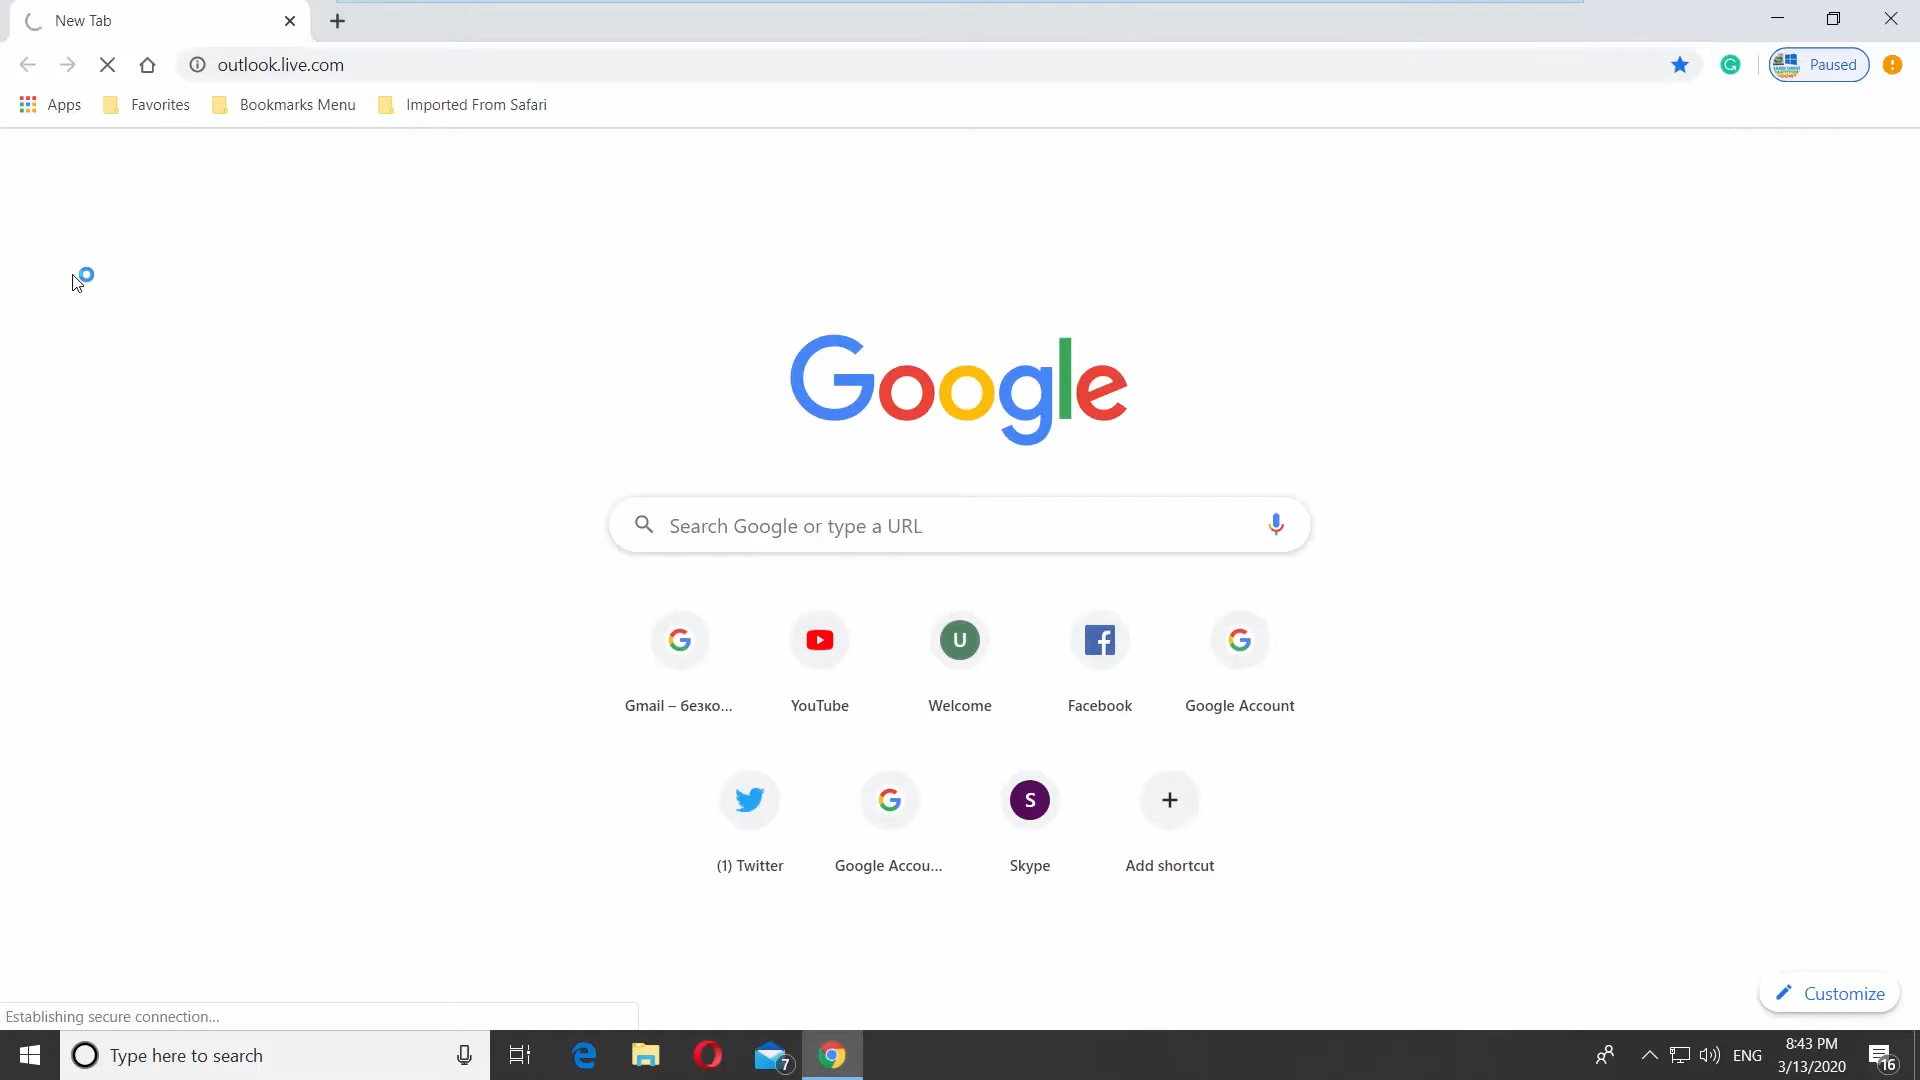 New Tab
outlook.live.com
Paused
Apps
Favorites
Bookmarks Menu
Imported From Safari
Google
Search Google or type a URL
U
Gmail – безко...
YouTube
Welcome
Facebook
Google Account
S
(1) Twitter
Google Accou...
Skype
Add shortcut
Customize
Establishing secure connection...
Type here to search
7
ENG
8:43 PM
3/13/2020
16